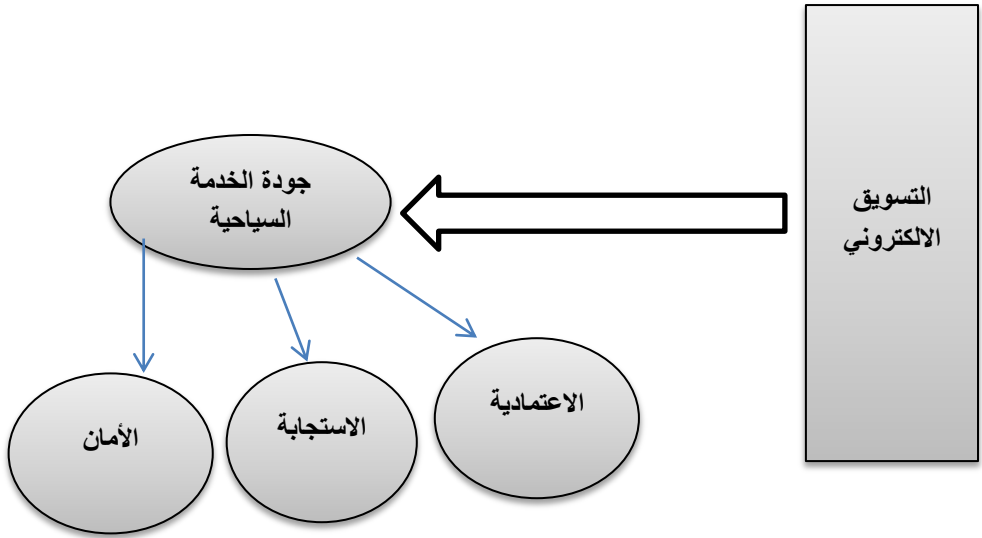 التسويق
الالكتروني
جودة الخدمة
السياحية
الاعتمادية
الاستجابة
الأمان